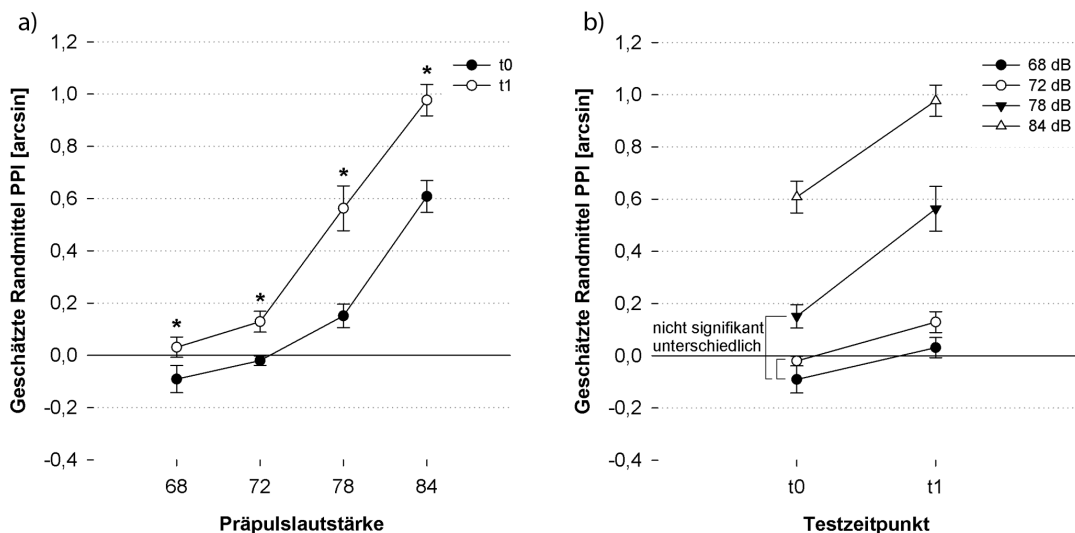 a)
Geschätzte Randmittel PPI [arcsin]
1,2
1,0
0,8
0,6
0,4
0,2
0,0
-0,2
-0,4
t0
t1
*
*
*
*
68
72
78
84
Präpulslautstärke
b)
Geschätzte Randmittel PPI [arcsin]
1,2
1,0
0,8
0,6
0,4
0,2
0,0
-0,2
-0,4
68 dB
72 dB
78 dB
84 dB
nicht signifikant
unterschiedlich
t0
t1
Testzeitpunkt